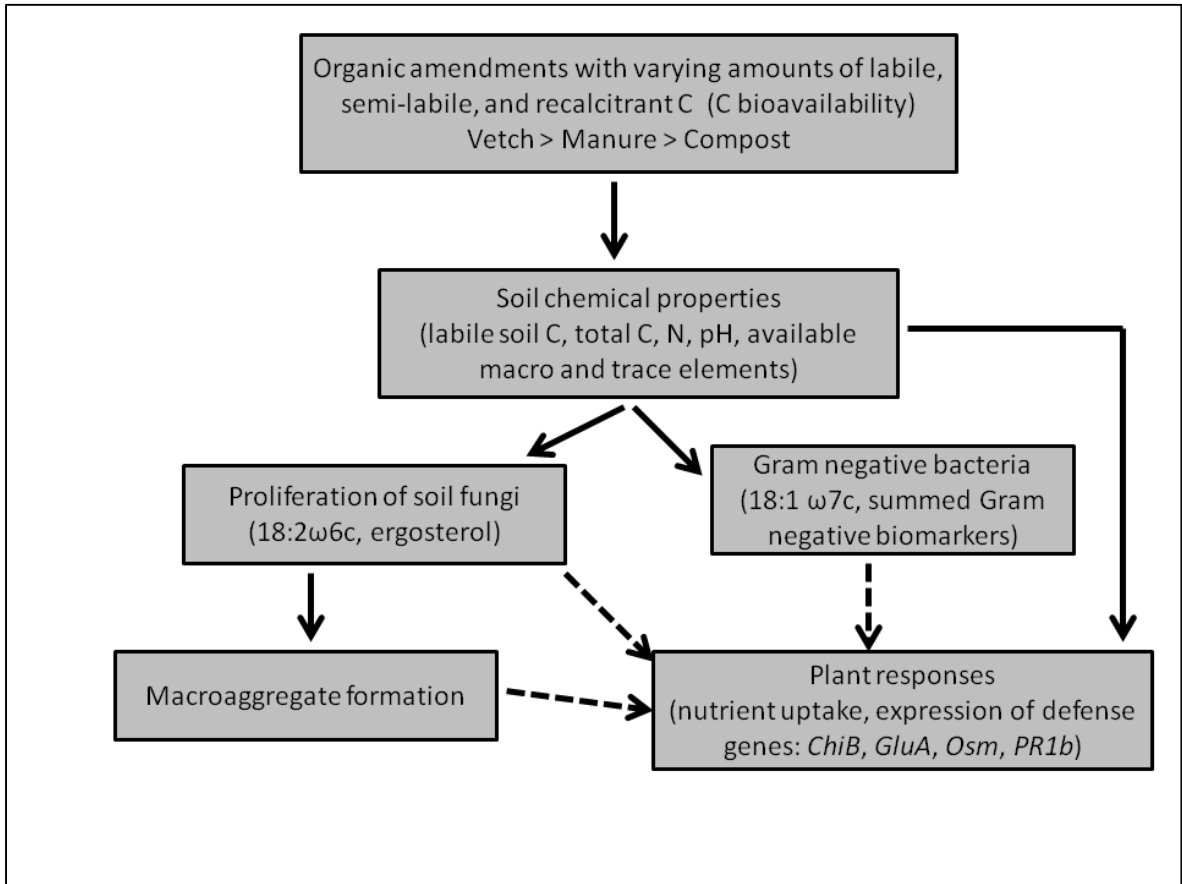 Organic amendments with varying amounts of labile,
semi-labile, and recalcitrant C (C bioavailability)
Vetch > Manure > Compost
Soil chemical properties
(labile soil C, total C, N, pH, available
macro and trace elements)
Proliferation of soil fungi
(18:2ω6c, ergosterol)
Gram negative bacteria
(18:1 ω7c, summed Gram
negative biomarkers)
Macroaggregate formation
Plant responses
(nutrient uptake, expression of defense
genes: ChiB, GluA, Osm, PR1b)